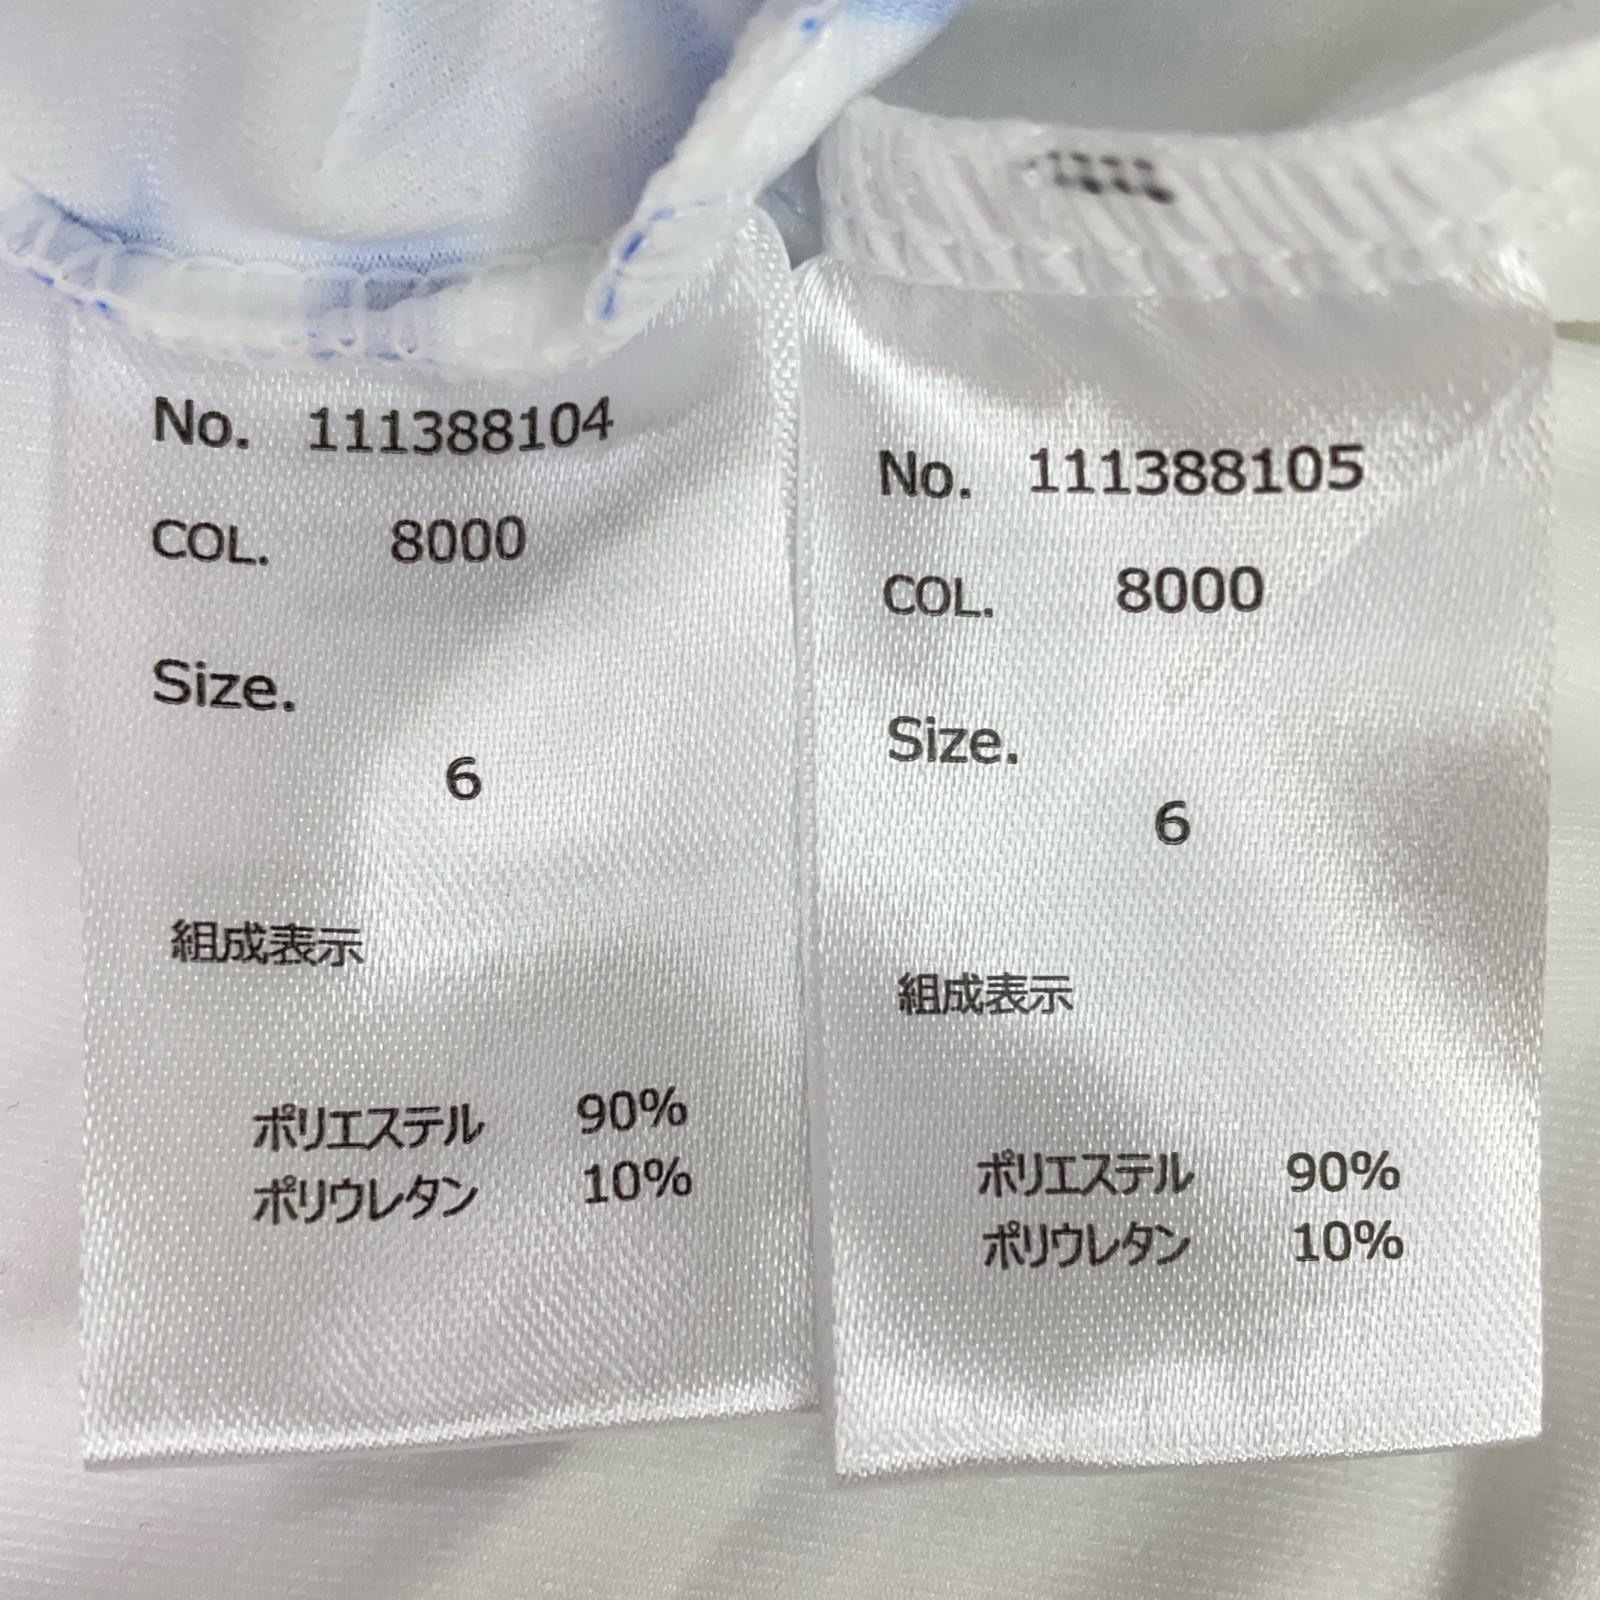 No. 111388104
COL. 8000
Size.
6
組成表示
ポリエステル 90%
ポリウレタン 10%
No. 111388105
COL. 8000
Size.
6
組成表示
ポリエステル 90%
ポリウレタン 10%